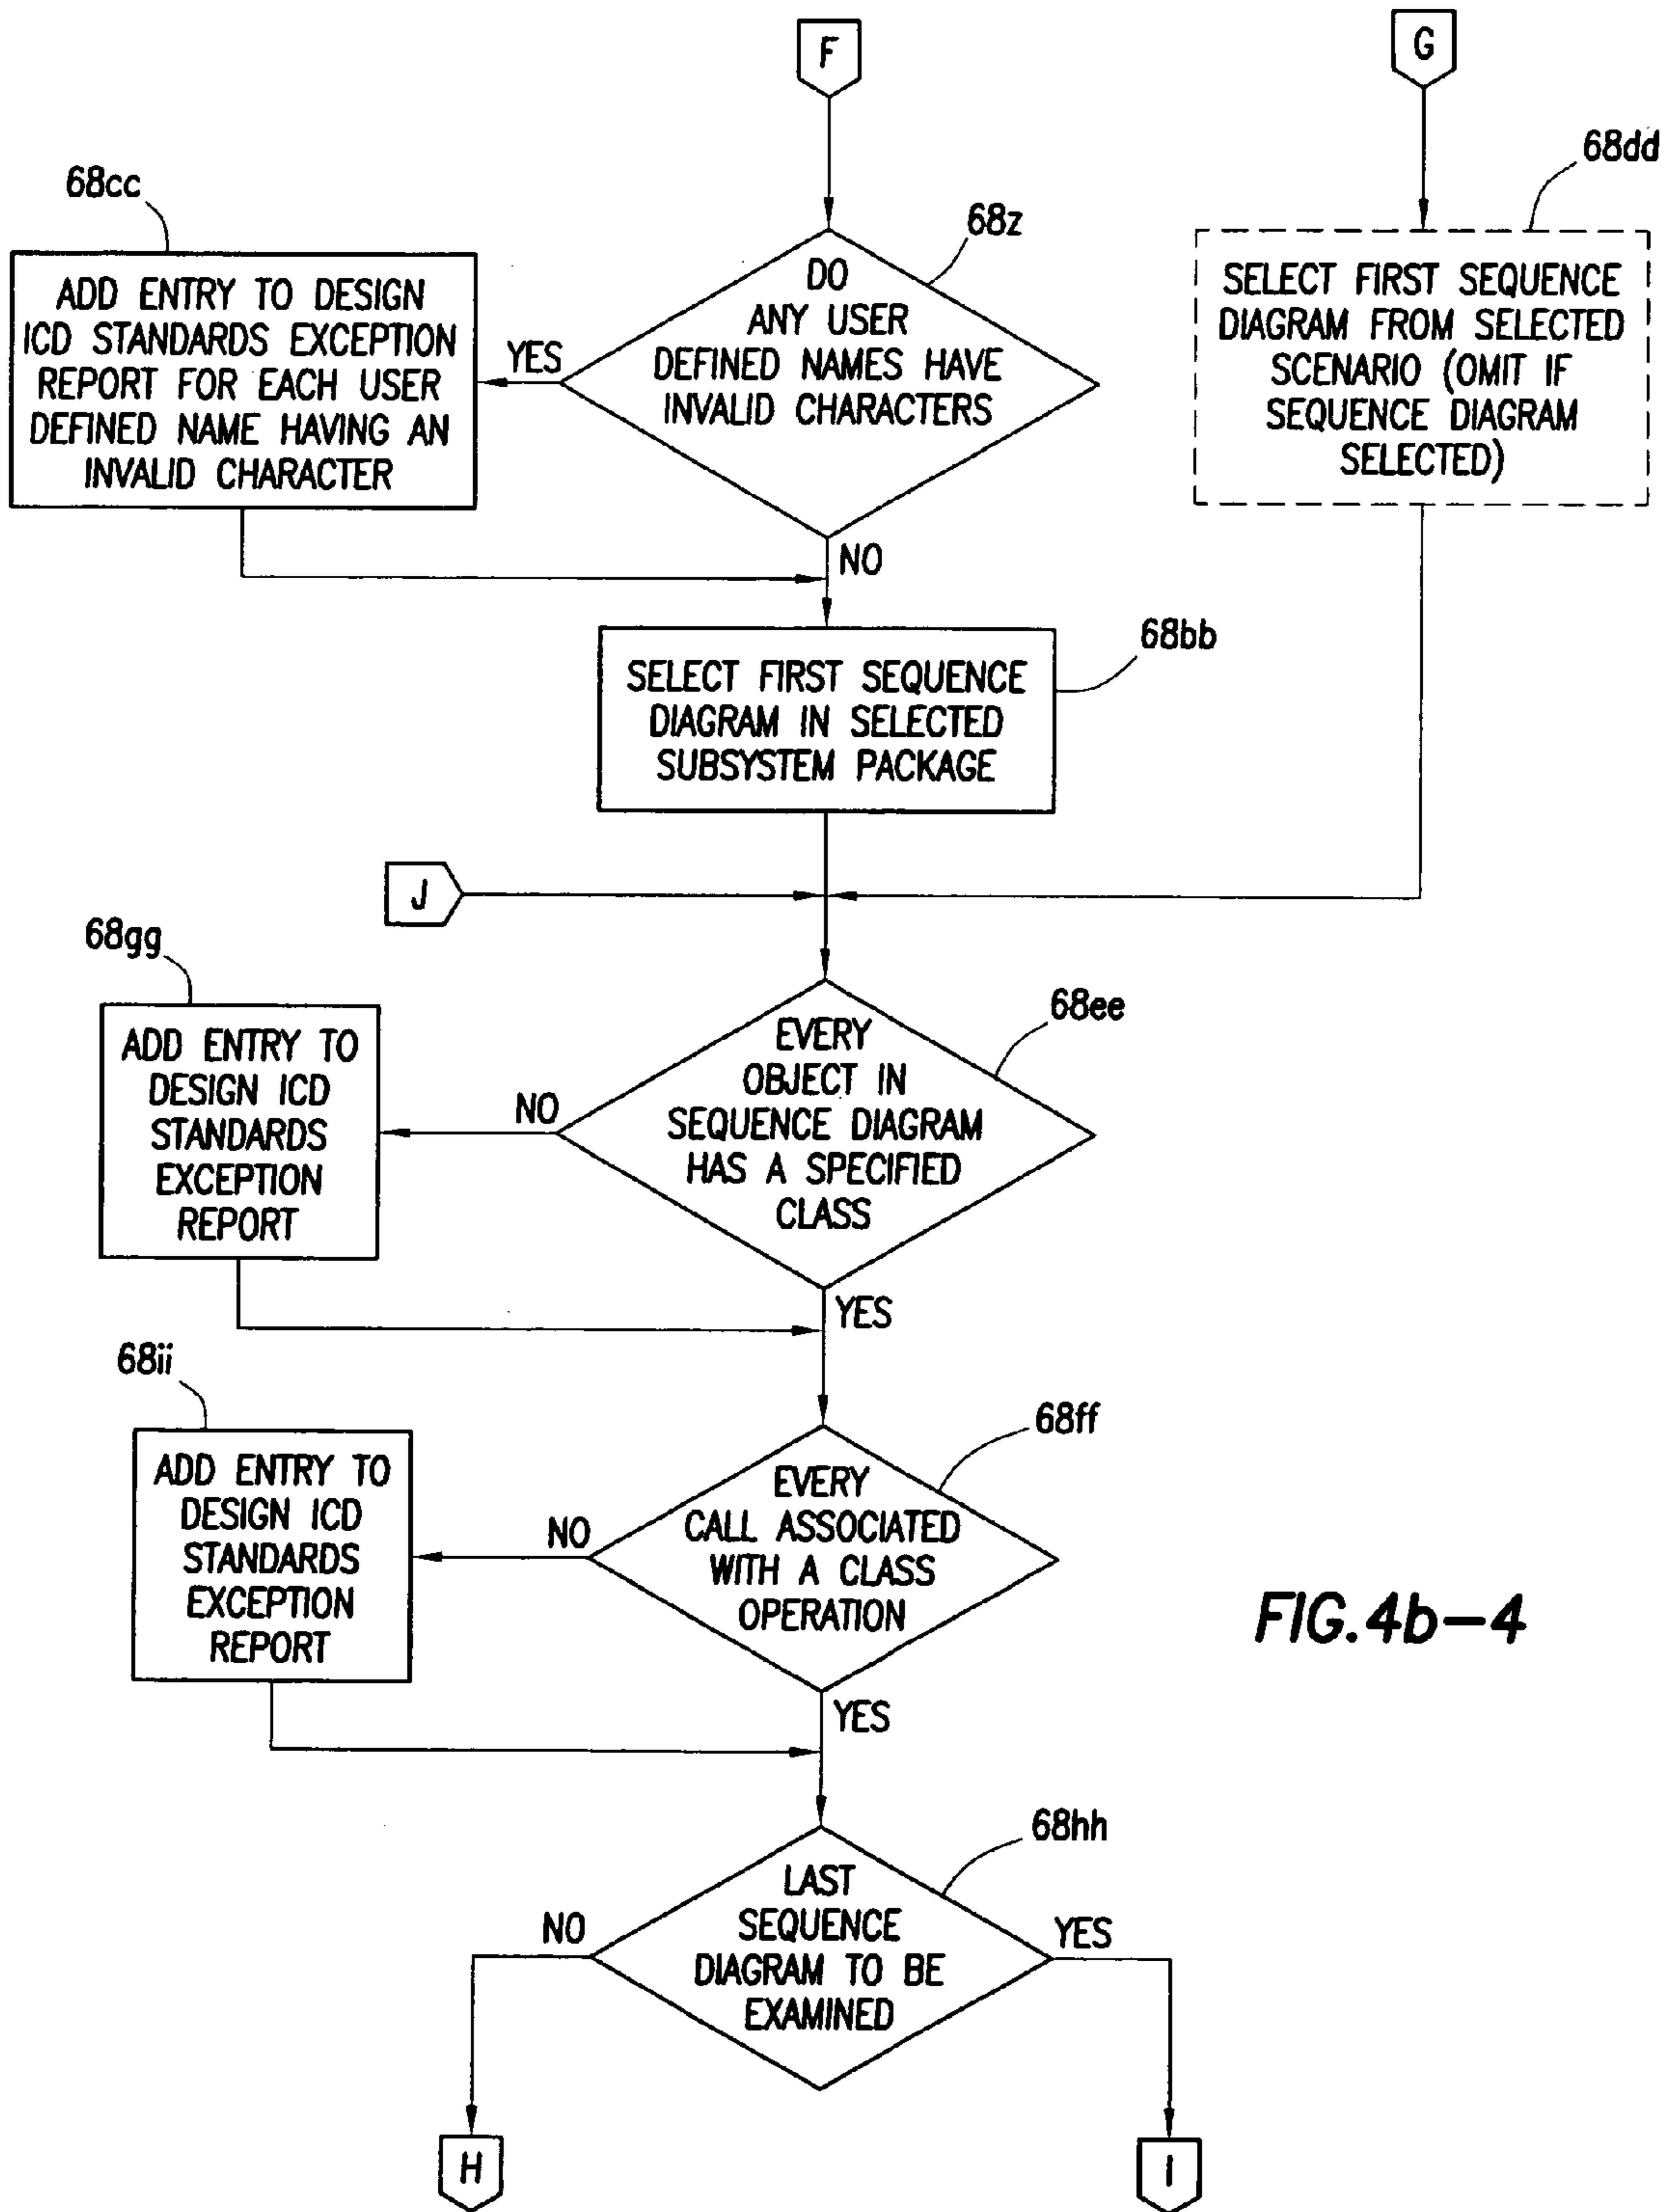 F
G
68dd
68cc
68z
ADD ENTRY TO DESIGN
ICD STANDARDS EXCEPTION
REPORT FOR EACH USER
DEFINED NAME HAVING AN
INVALID CHARACTER
YES
DO
ANY USER
DEFINED NAMES HAVE
INVALID CHARACTERS
SELECT FIRST SEQUENCE
DIAGRAM FROM SELECTED
SCENARIO (OMIT IF
SEQUENCE DIAGRAM
SELECTED)
NO
68bb
SELECT FIRST SEQUENCE
DIAGRAM IN SELECTED
SUBSYSTEM PACKAGE
J
68gg
68ee
ADD ENTRY TO
DESIGN ICD
STANDARDS
EXCEPTION
REPORT
NO
EVERY
OBJECT IN
SEQUENCE DIAGRAM
HAS A SPECIFIED
CLASS
YES
68ii
68ff
ADD ENTRY TO
DESIGN ICD
STANDARDS
EXCEPTION
REPORT
NO
EVERY
CALL ASSOCIATED
WITH A CLASS
OPERATION
FIG.4b-4
YES
68hh
NO
LAST
SEQUENCE
DIAGRAM TO BE
EXAMINED
YES
H
I